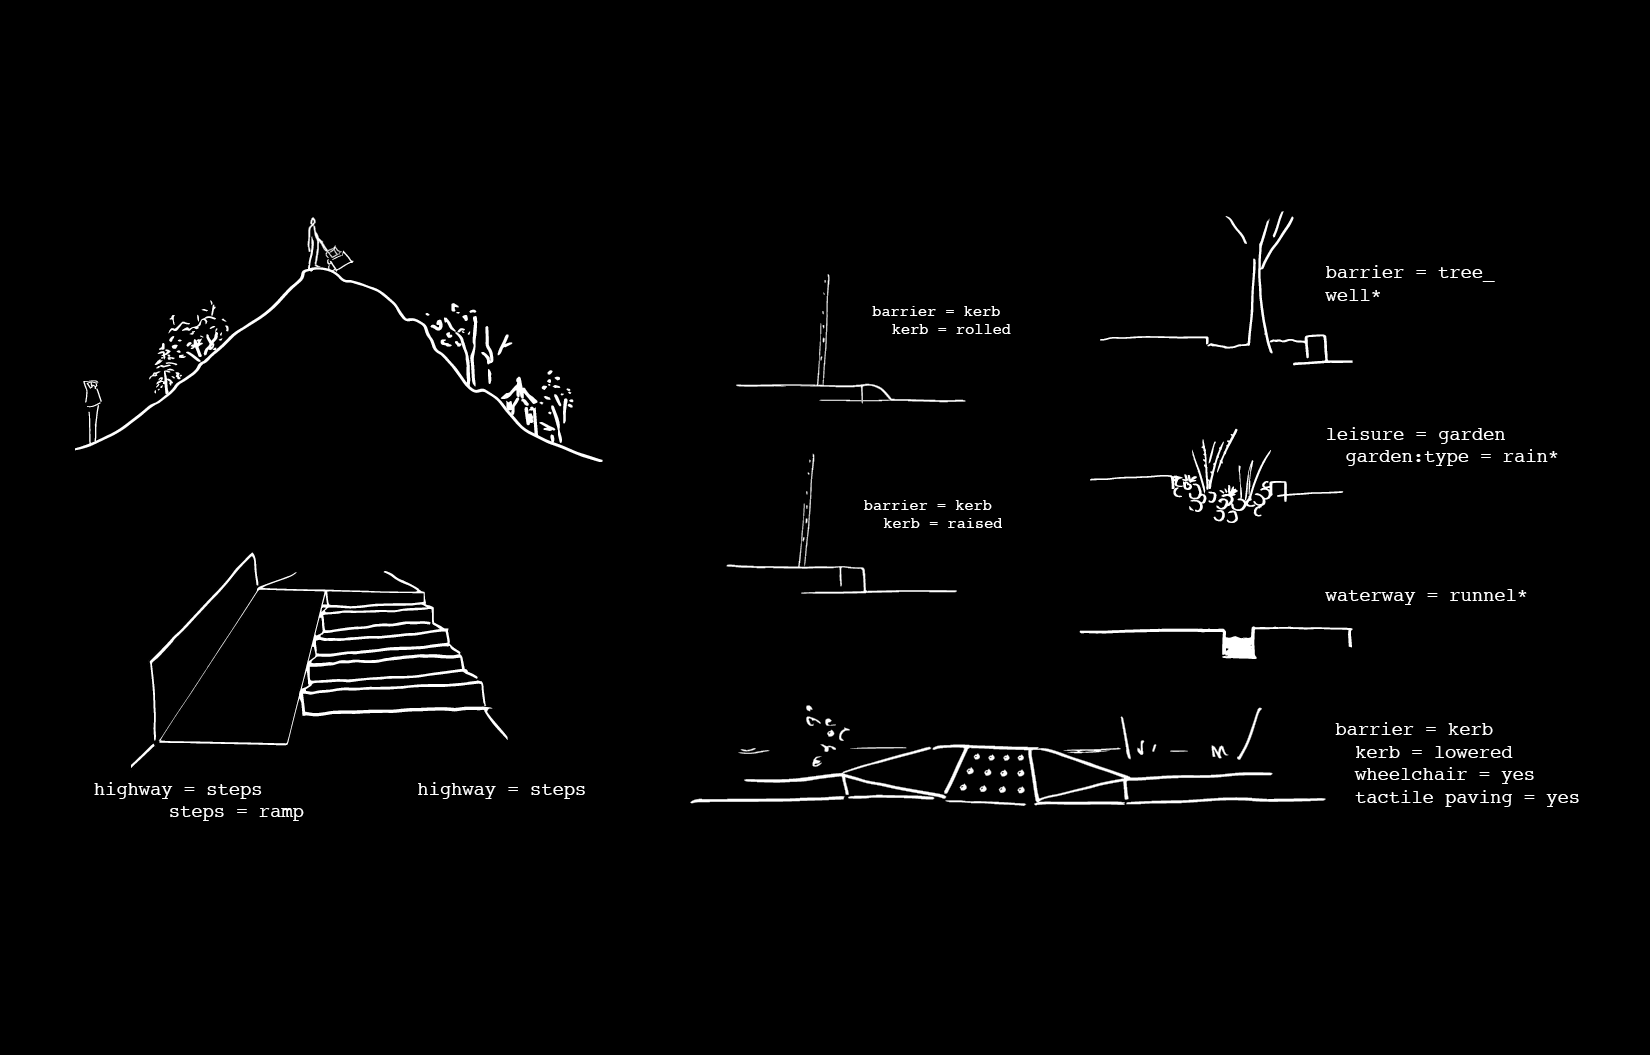 barrier = tree_
well*
barrier = kerb
kerb = rolled
leisure = garden
garden:type = rain*
barrier = kerb
kerb = raised
waterway = runnel*
barrier = kerb
kerb = lowered
wheelchair = yes
tactile paving = yes
highway = steps
steps = ramp
highway = steps